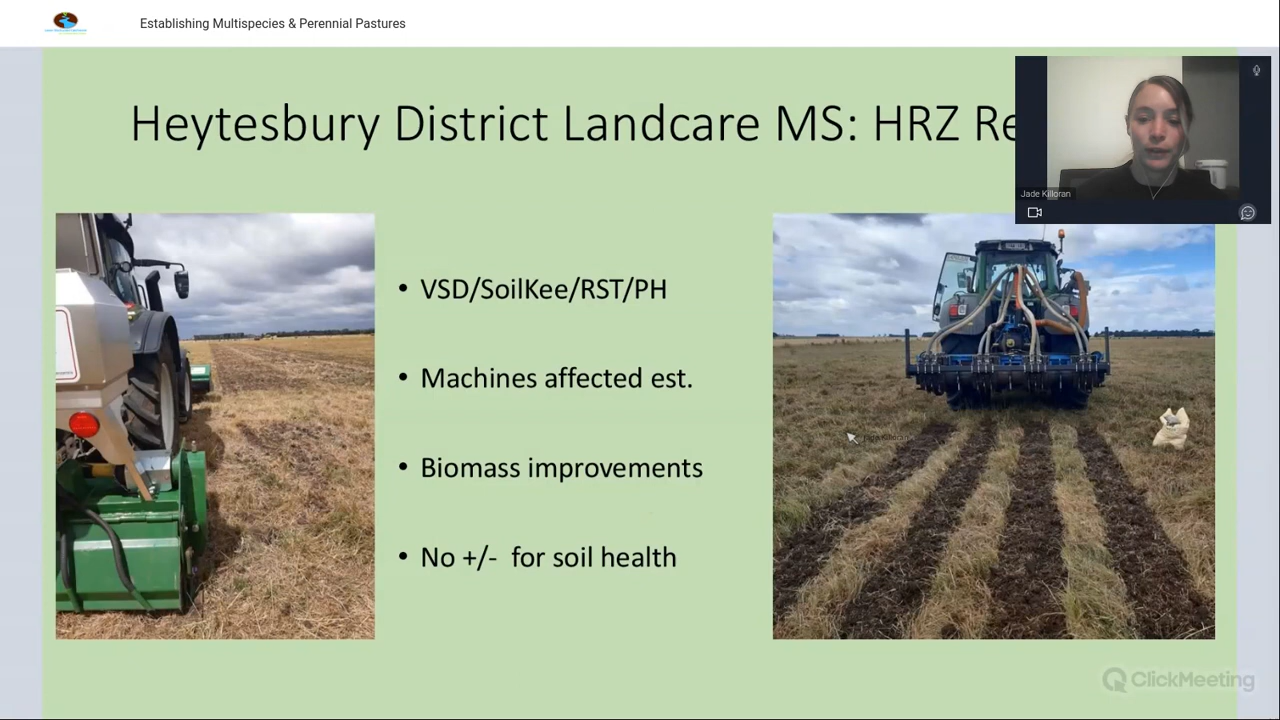 Establishing Multispecies & Perennial Pastures
Heytesbury District Landcare MS: HRZ Re
Jade Killoran
• VSD/SoilKee/RST/PH
• Machines affected est.
• Biomass improvements
• No +/- for soil health
ClickMeeting